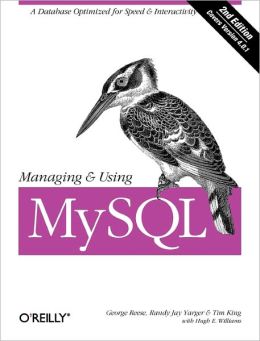 A Database Optimized for Speed & Interactivity
2nd Edition
Covers Version 4.0.1
Managing & Using
MySQL
O'REILLY®
George Reese, Randy Jay Yarger & Tim King
with Hugh E. Williams